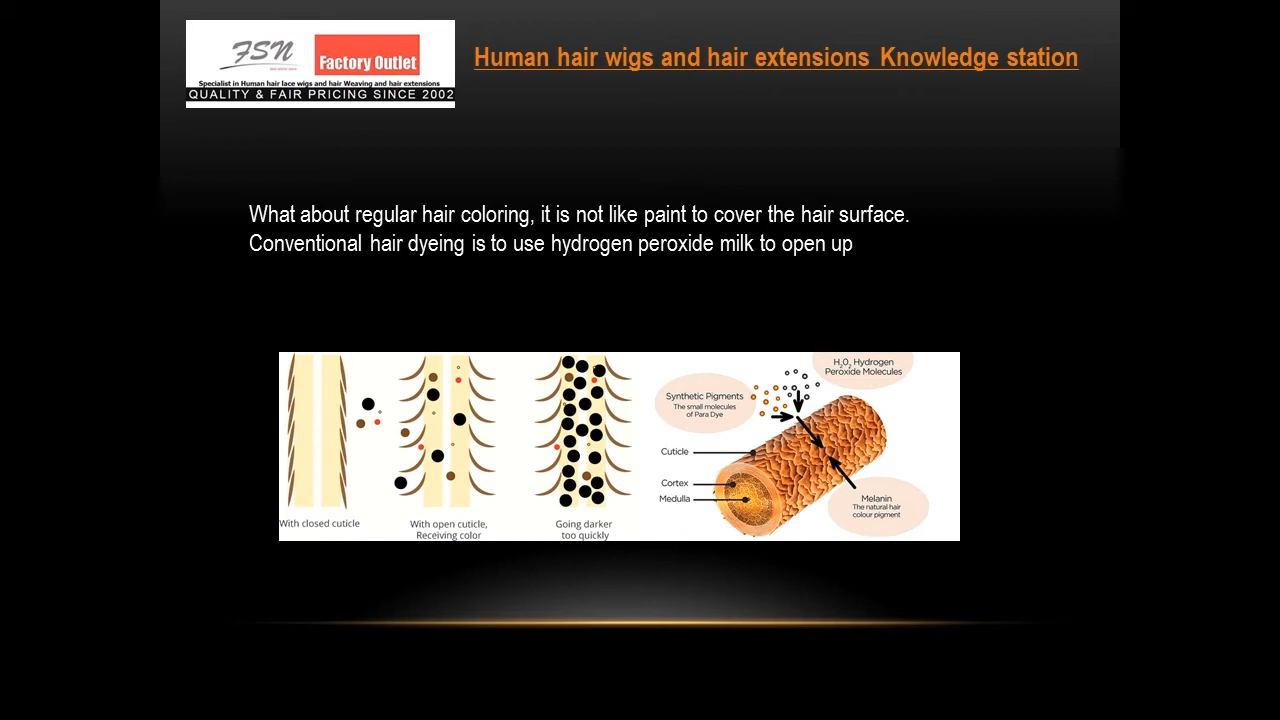 FSN
Factory Outlet
Specialist in Human hair lace wigs and hair Weaving and hair extensions
QUALITY & FAIR PRICING SINCE 2002
Human hair wigs and hair extensions Knowledge station
What about regular hair coloring, it is not like paint to cover the hair surface.
Conventional hair dyeing is to use hydrogen peroxide milk to open up
With closed cuticle
With open cuticle,
Receiving color
Going darker
too quickly
H₂O₂ Hydrogen
Peroxide Molecules
Synthetic Pigments
The small molecules
of Para Dye
Cuticle
Cortex
Medulla
Melanin
The natural hair
colour pigment